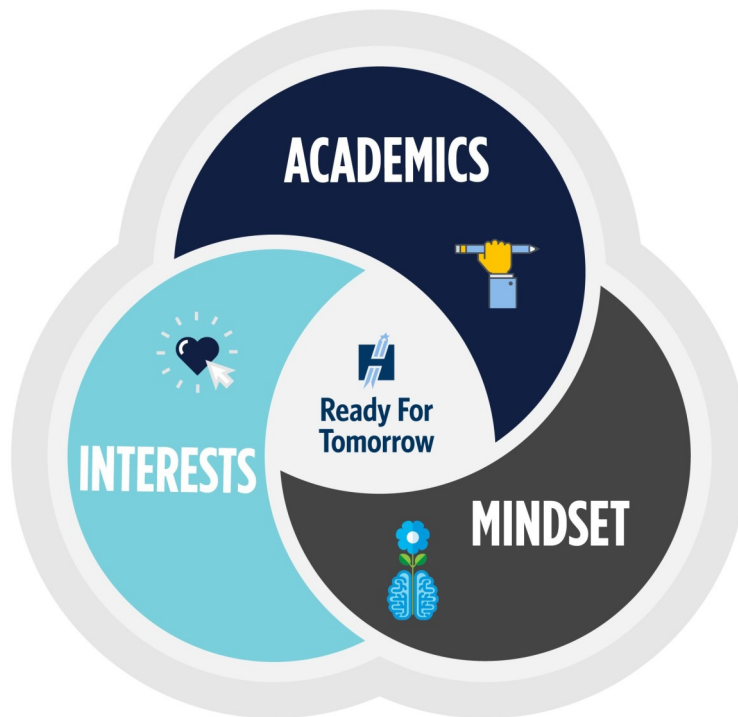 ACADEMICS
Ready For
Tomorrow
INTERESTS
MINDSET